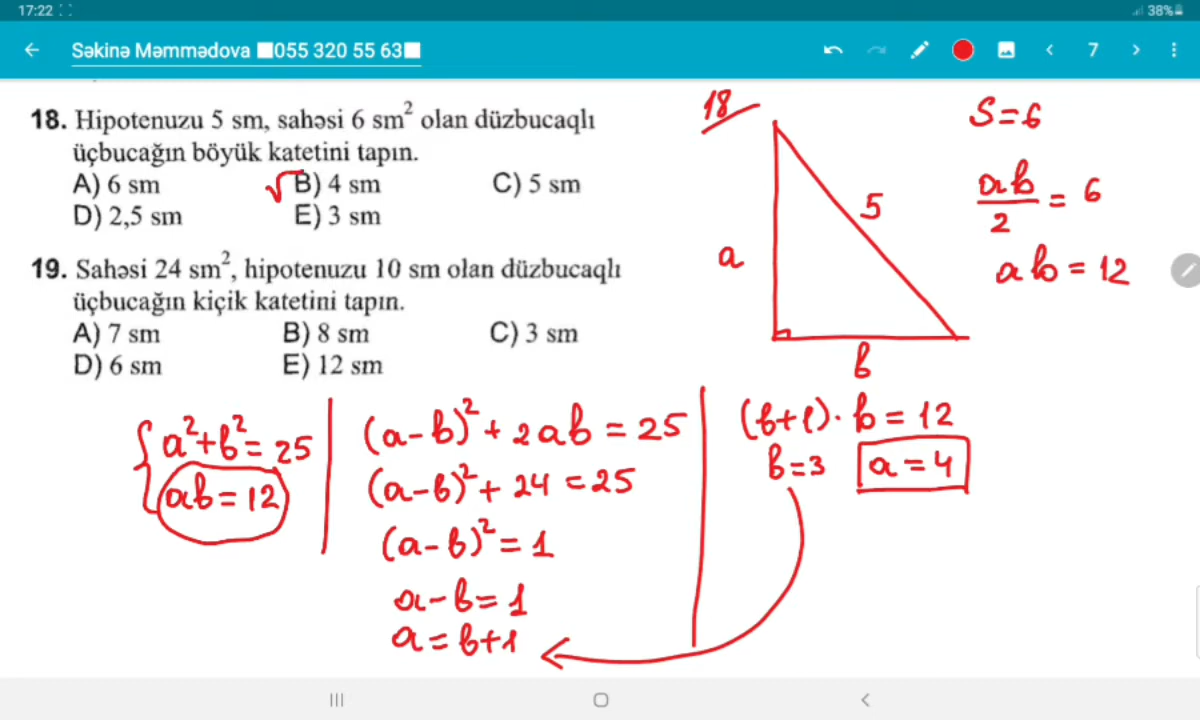 17:22
38%
Səkinə Məmmədova 055 320 55 63
7
18. Hipotenuzu 5 sm, sahəsi 6 sm² olan düzbucaqlı
üçbucağın böyük katetini tapın.
A) 6 sm √B) 4 sm C) 5 sm
D) 2,5 sm E) 3 sm
19. Sahəsi 24 sm², hipotenuzu 10 sm olan düzbucaqlı
üçbucağın kiçik katetini tapın.
A) 7 sm B) 8 sm C) 3 sm
D) 6 sm E) 12 sm
18
a
5
b
S=6
ab/2 = 6
ab = 12
{a²+b²=25
ab=12
(a-b)²+2ab=25
(a-b)²+24=25
(a-b)²=1
a-b=1
a=b+1
(b+1)·b=12
b=3 a=4